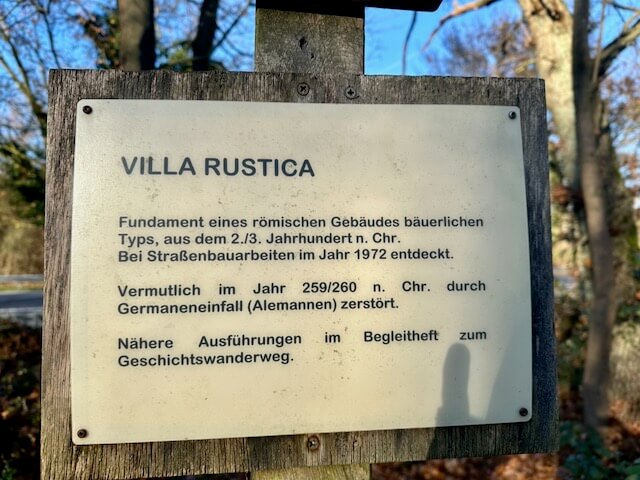 VILLA RUSTICA
Fundament eines römischen Gebäudes bäuerlichen
Typs, aus dem 2./3. Jahrhundert n. Chr.
Bei Straßenbauarbeiten im Jahr 1972 entdeckt.
Vermutlich im Jahr 259/260 n. Chr. durch
Germaneneinfall (Alemannen) zerstört.
Nähere Ausführungen im Begleitheft zum
Geschichtswanderweg.